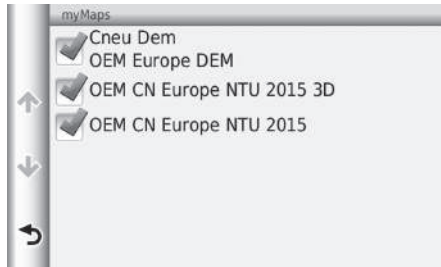 myMaps
Cneu Dem
OEM Europe DEM
OEM CN Europe NTU 2015 3D
OEM CN Europe NTU 2015